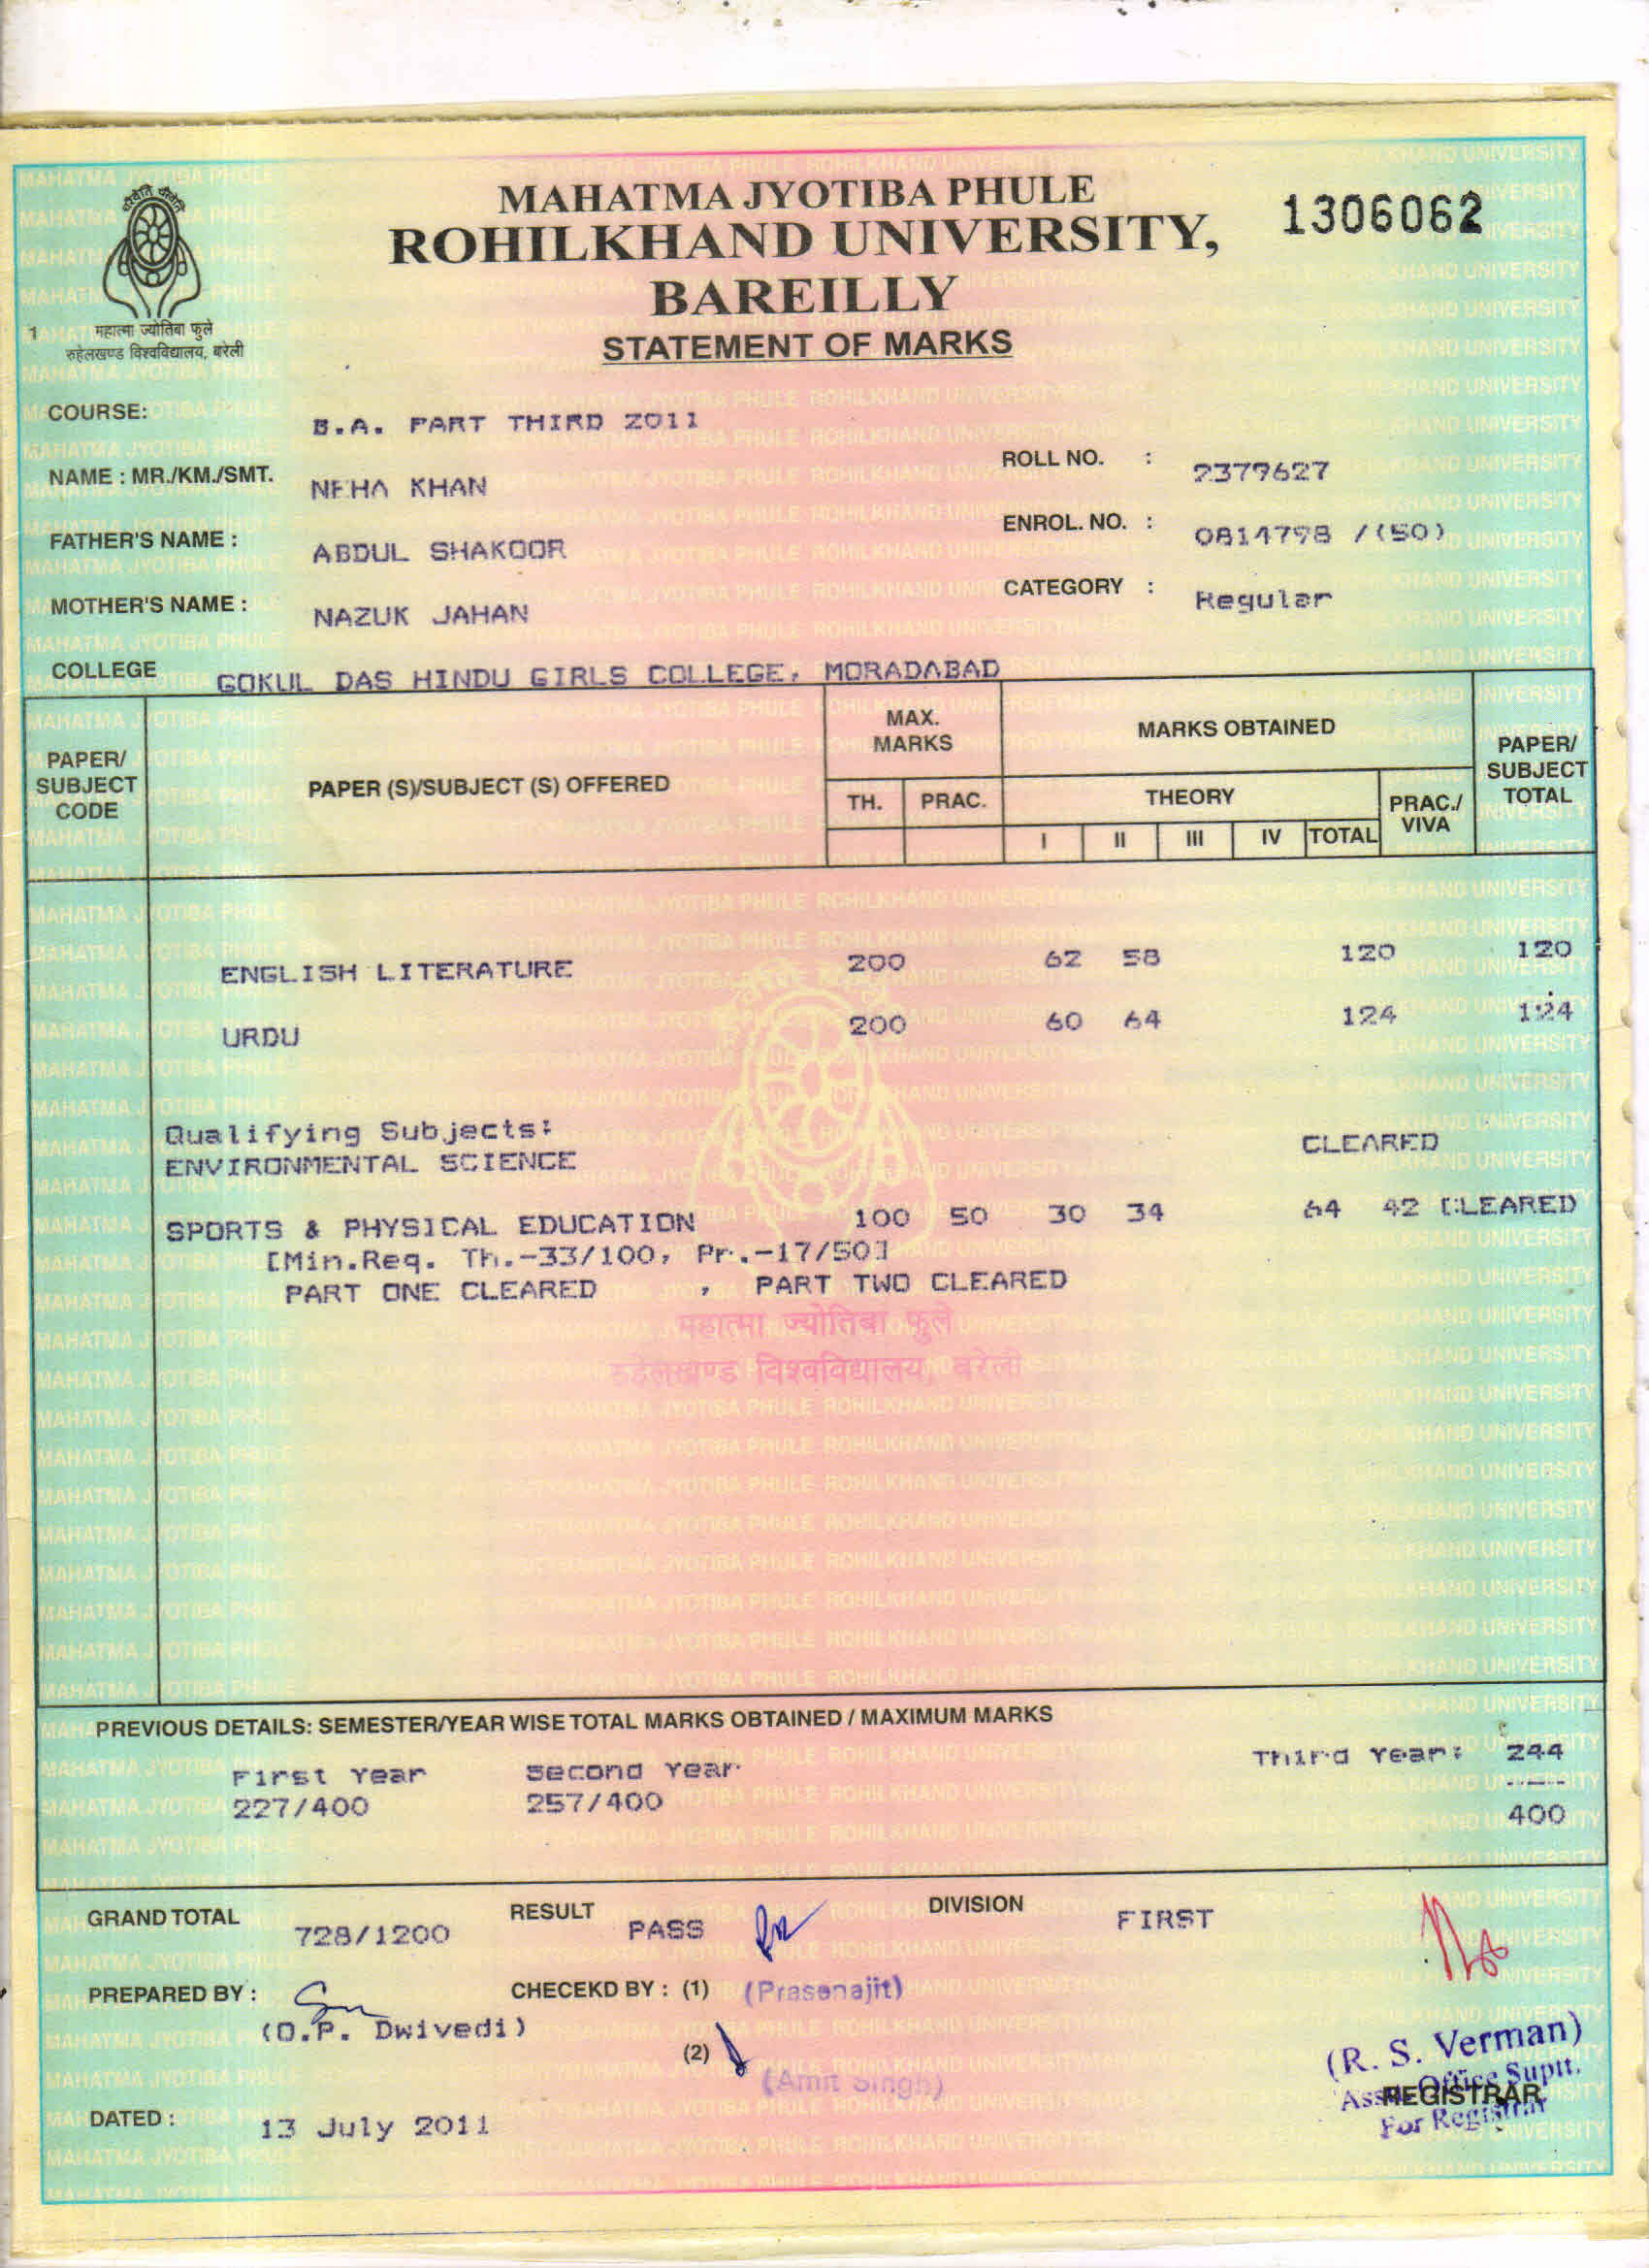 MAHATMA JYOTIBA PHULE
ROHILKHAND UNIVERSITY,
BAREILLY
1306062
STATEMENT OF MARKS
1
महात्मा ज्योतिबा फुले
रुहेलखण्ड विश्वविद्यालय, बरेली
COURSE: B.A. PART THIRD 2011
NAME : MR./KM./SMT. NEHA KHAN ROLL NO. : 2379627
FATHER'S NAME : ABDUL SHAKOOR ENROL. NO. : 0814798 /(50)
MOTHER'S NAME : NAZUK JAHAN CATEGORY : Regular
COLLEGE GOKUL DAS HINDU GIRLS COLLEGE, MORADABAD
PAPER/ SUBJECT CODE PAPER (S)/SUBJECT (S) OFFERED MAX. MARKS MARKS OBTAINED PAPER/ SUBJECT TOTAL
TH. PRAC. THEORY PRAC./ VIVA
I II III IV TOTAL
ENGLISH LITERATURE 200 62 58 120 120
URDU 200 60 64 124 124
Qualifying Subjects:
ENVIRONMENTAL SCIENCE CLEARED
SPORTS & PHYSICAL EDUCATION 100 50 30 34 64 42 CLEARED
[Min.Req. Th.-33/100, Pr.-17/50]
PART ONE CLEARED , PART TWO CLEARED
महात्मा ज्योतिबा फुले
रुहेलखण्ड विश्वविद्यालय, बरेली
PREVIOUS DETAILS: SEMESTER/YEAR WISE TOTAL MARKS OBTAINED / MAXIMUM MARKS
First Year Second Year Third Year: 244
227/400 257/400 ----
400
GRAND TOTAL 728/1200 RESULT PASS DIVISION FIRST
PREPARED BY : CHECEKD BY : (1) (Prasenajit)
(O.P. Dwivedi)
(2) (Amit Singh)
(R. S. Verman)
Asstt. Office Suptt.
REGISTRAR
For Registrar
DATED : 13 July 2011